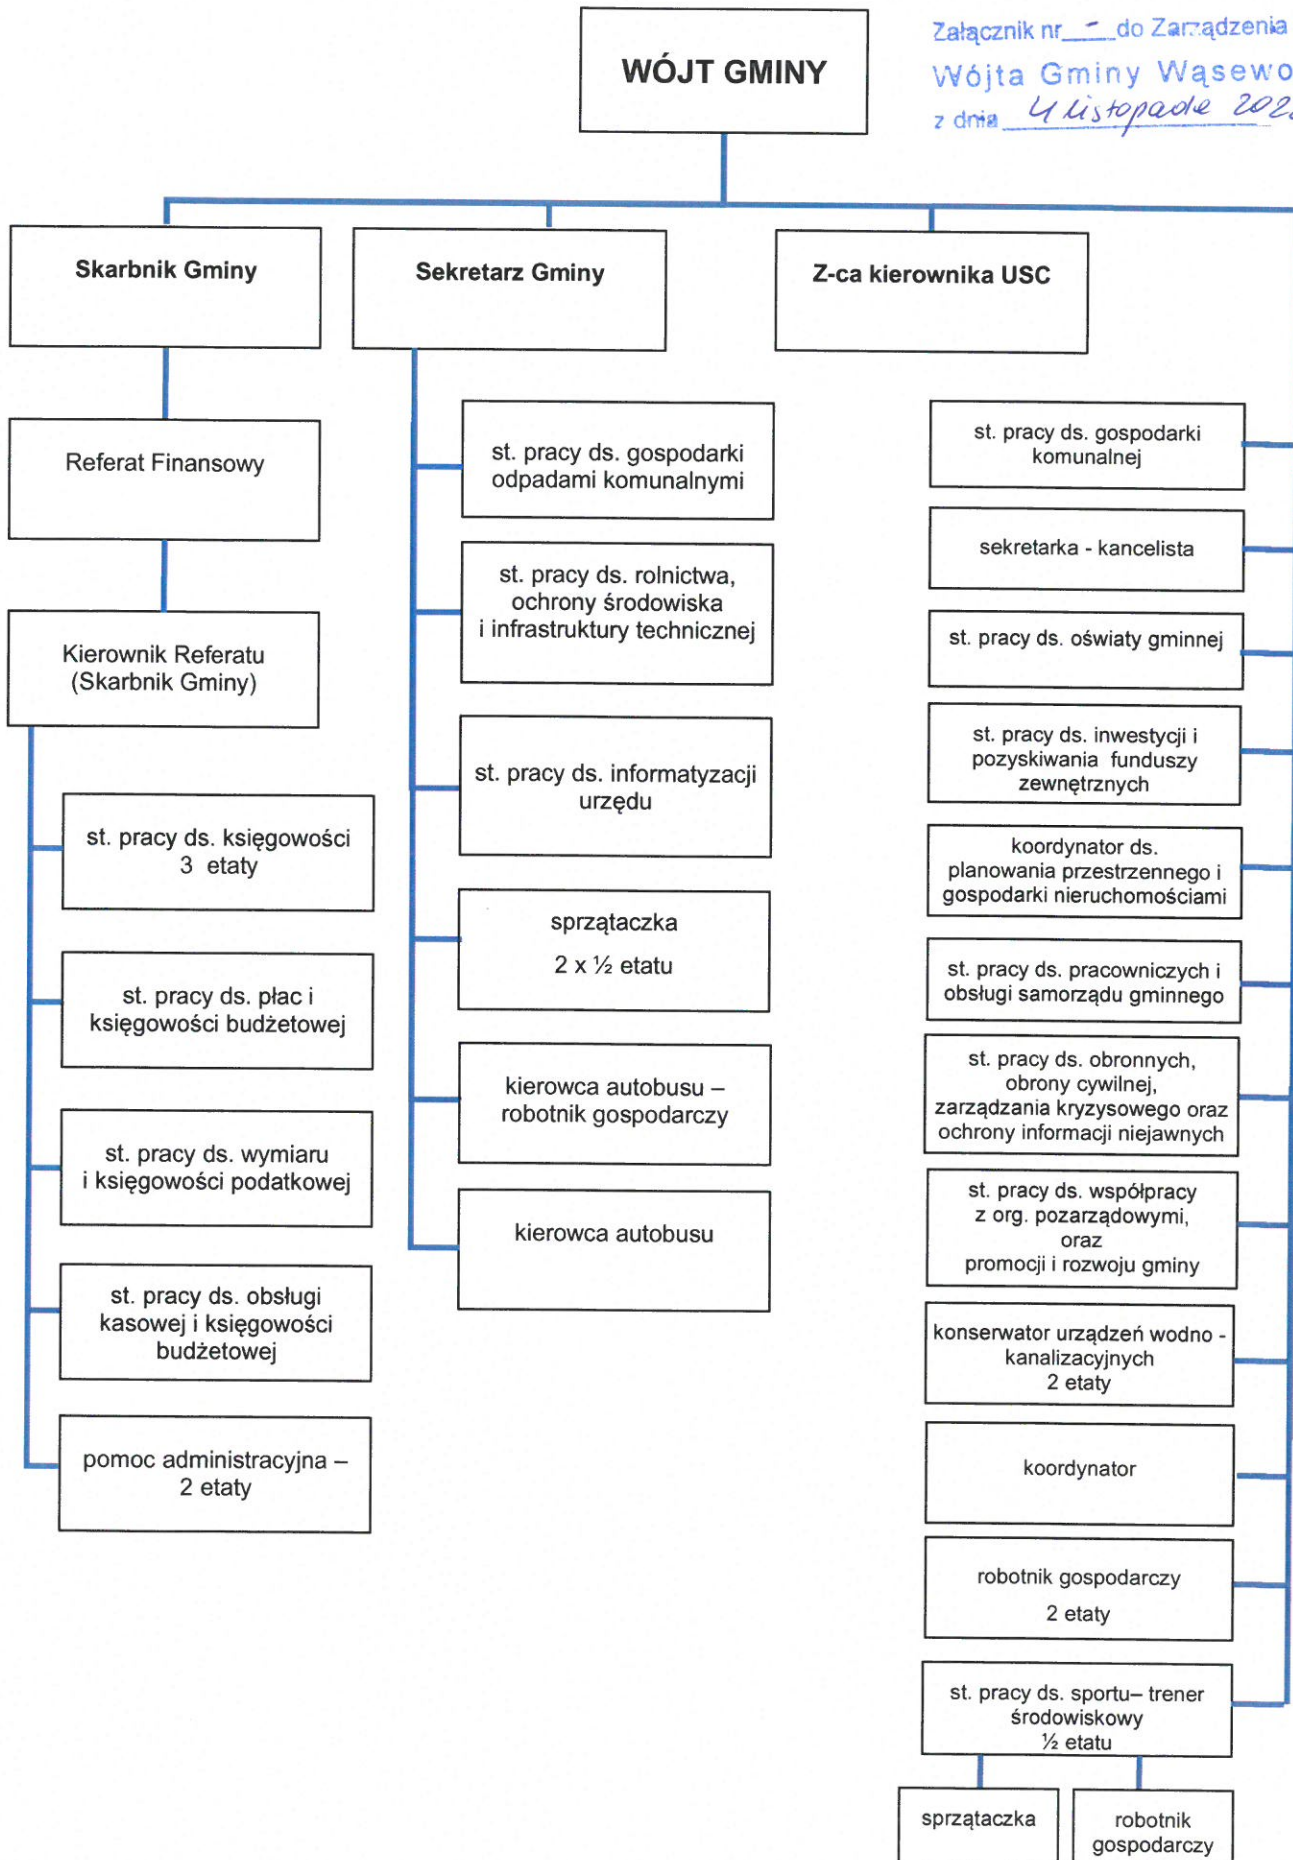 WÓJT GMINY
Załącznik nr - do Zarządzenia
Wójta Gminy Wąsewo
z dnia 4 listopada 202
Skarbnik Gminy
Sekretarz Gminy
Z-ca kierownika USC
Referat Finansowy
Kierownik Referatu
(Skarbnik Gminy)
st. pracy ds. księgowości
3 etaty
st. pracy ds. płac i
księgowości budżetowej
st. pracy ds. wymiaru
i księgowości podatkowej
st. pracy ds. obsługi
kasowej i księgowości
budżetowej
pomoc administracyjna –
2 etaty
st. pracy ds. gospodarki
odpadami komunalnymi
st. pracy ds. rolnictwa,
ochrony środowiska
i infrastruktury technicznej
st. pracy ds. informatyzacji
urzędu
sprzątaczka
2 x ½ etatu
kierowca autobusu –
robotnik gospodarczy
kierowca autobusu
st. pracy ds. gospodarki
komunalnej
sekretarka - kancelista
st. pracy ds. oświaty gminnej
st. pracy ds. inwestycji i
pozyskiwania funduszy
zewnętrznych
koordynator ds.
planowania przestrzennego i
gospodarki nieruchomościami
st. pracy ds. pracowniczych i
obsługi samorządu gminnego
st. pracy ds. obronnych,
obrony cywilnej,
zarządzania kryzysowego oraz
ochrony informacji niejawnych
st. pracy ds. współpracy
z org. pozarządowymi,
oraz
promocji i rozwoju gminy
konserwator urządzeń wodno -
kanalizacyjnych
2 etaty
koordynator
robotnik gospodarczy
2 etaty
st. pracy ds. sportu– trener
środowiskowy
½ etatu
sprzątaczka
robotnik
gospodarczy